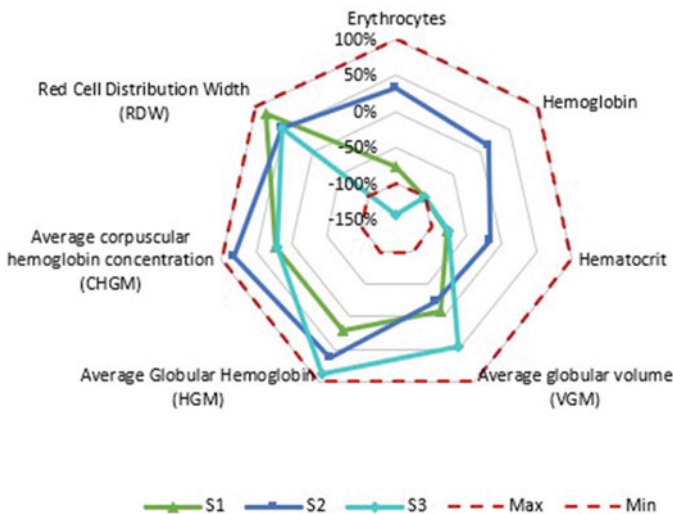 Erythrocytes
100%
50%
0%
-50%
-100%
-150%
Hemoglobin
Hematocrit
Average globular volume
(VGM)
Average Globular Hemoglobin
(HGM)
Average corpuscular
hemoglobin concentration
(CHGM)
Red Cell Distribution Width
(RDW)
S1 S2 S3 Max Min